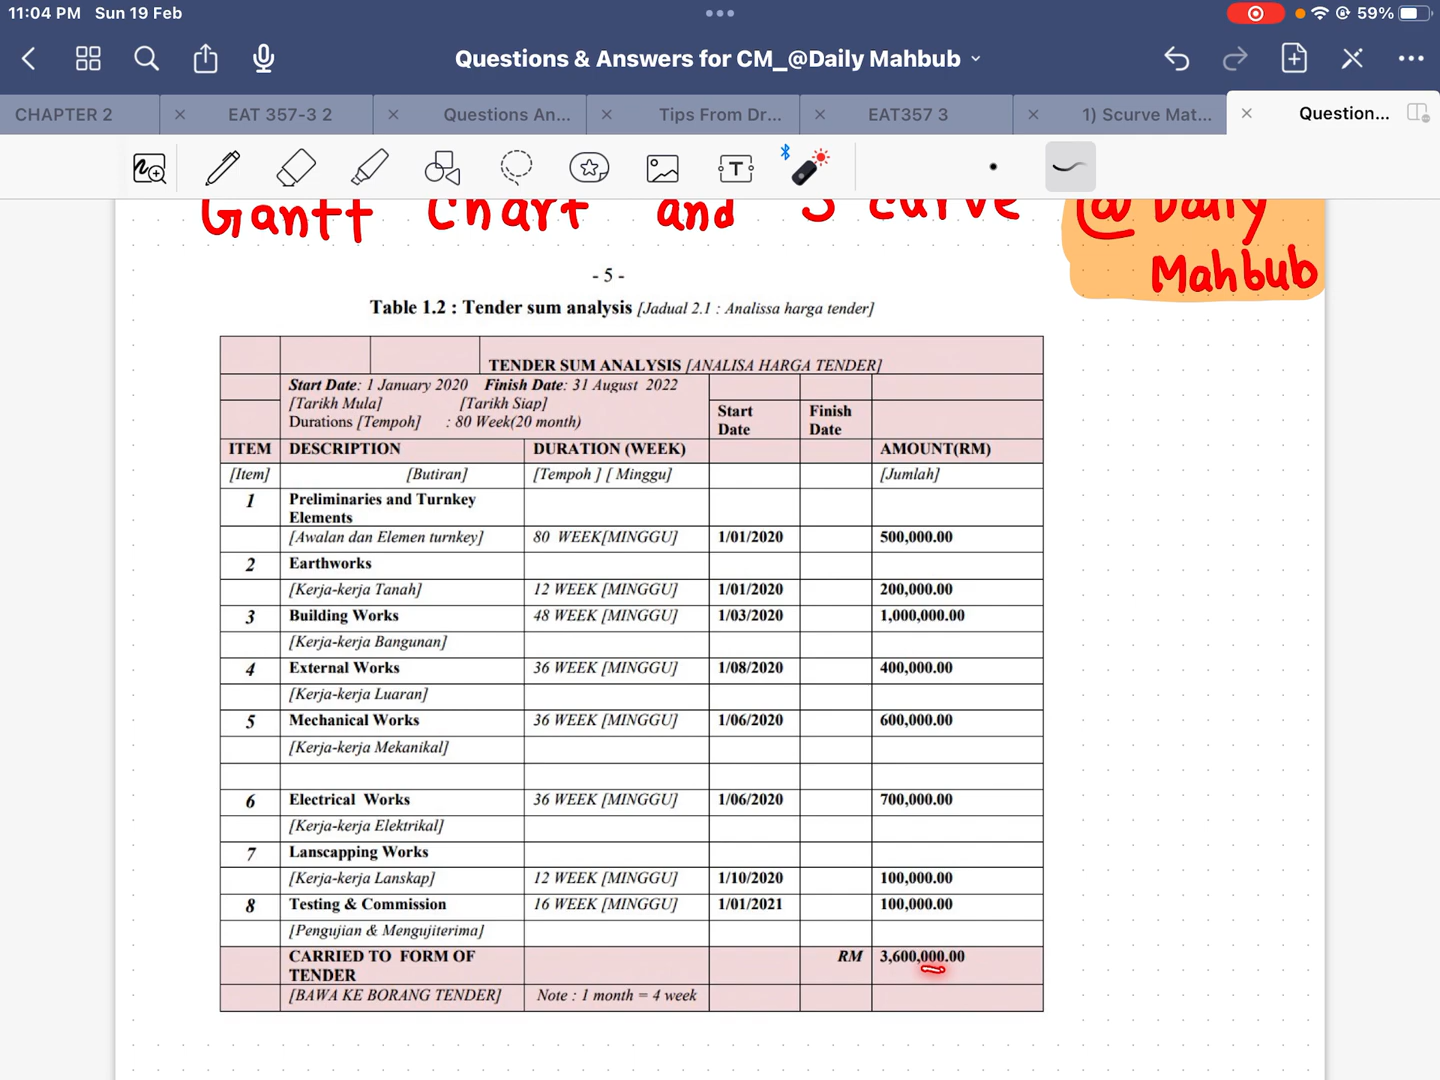 11:04 PM Sun 19 Feb
59%
Questions & Answers for CM_@Daily Mahbub
CHAPTER 2
EAT 357-3 2
Questions An...
Tips From Dr...
EAT357 3
1) Scurve Mat...
Question...
Gantt Chart and S curve @Daily
Mahbub
- 5 -
Table 1.2 : Tender sum analysis [Jadual 2.1 : Analissa harga tender]
TENDER SUM ANALYSIS [ANALISA HARGA TENDER]
Start Date: 1 January 2020 Finish Date: 31 August 2022
[Tarikh Mula] [Tarikh Siap]
Durations [Tempoh] : 80 Week(20 month)
Start Date
Finish Date
ITEM DESCRIPTION DURATION (WEEK) AMOUNT(RM)
[Item] [Butiran] [Tempoh ] [ Minggu] [Jumlah]
1 Preliminaries and Turnkey
Elements
[Awalan dan Elemen turnkey] 80 WEEK[MINGGU] 1/01/2020 500,000.00
2 Earthworks
[Kerja-kerja Tanah] 12 WEEK [MINGGU] 1/01/2020 200,000.00
3 Building Works 48 WEEK [MINGGU] 1/03/2020 1,000,000.00
[Kerja-kerja Bangunan]
4 External Works 36 WEEK [MINGGU] 1/08/2020 400,000.00
[Kerja-kerja Luaran]
5 Mechanical Works 36 WEEK [MINGGU] 1/06/2020 600,000.00
[Kerja-kerja Mekanikal]
6 Electrical Works 36 WEEK [MINGGU] 1/06/2020 700,000.00
[Kerja-kerja Elektrikal]
7 Lanscapping Works
[Kerja-kerja Lanskap] 12 WEEK [MINGGU] 1/10/2020 100,000.00
8 Testing & Commission 16 WEEK [MINGGU] 1/01/2021 100,000.00
[Pengujian & Mengujiterima]
CARRIED TO FORM OF RM 3,600,000.00
TENDER
[BAWA KE BORANG TENDER] Note : 1 month = 4 week